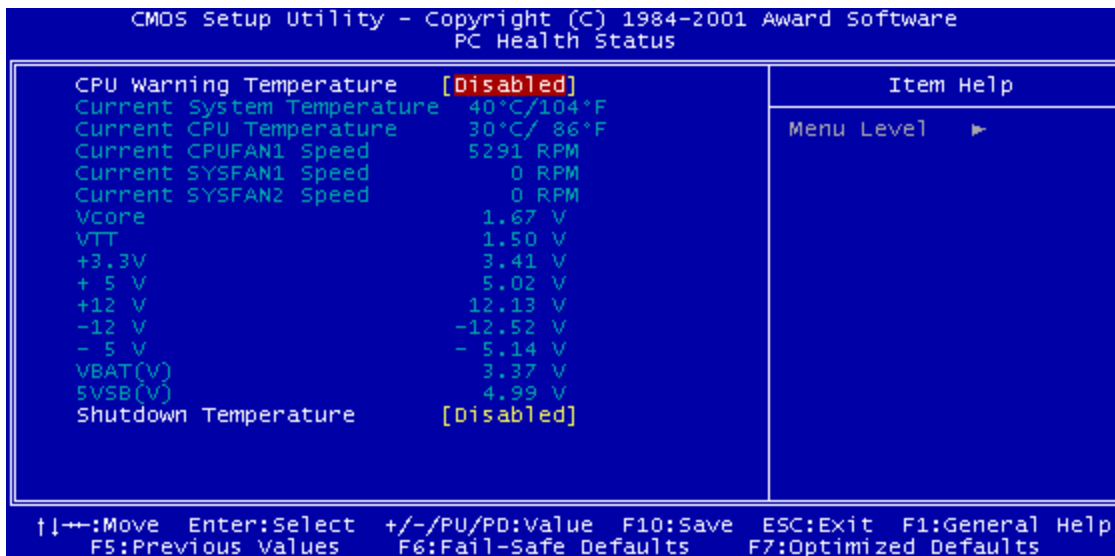 CMOS Setup Utility - Copyright (C) 1984-2001 Award Software
PC Health Status
CPU Warning Temperature [Disabled]
Current System Temperature 40°C/104°F
Current CPU Temperature 30°C/ 86°F
Current CPUFAN1 Speed 5291 RPM
Current SYSFAN1 Speed 0 RPM
Current SYSFAN2 Speed 0 RPM
Vcore 1.67 V
VTT 1.50 V
+3.3V 3.41 V
+ 5 V 5.02 V
+12 V 12.13 V
-12 V -12.52 V
- 5 V - 5.14 V
VBAT(V) 3.37 V
5VSB(V) 4.99 V
Shutdown Temperature [Disabled]
Item Help
Menu Level ►
↑↓→←:Move Enter:Select +/-/PU/PD:Value F10:Save ESC:Exit F1:General Help
F5:Previous Values F6:Fail-Safe Defaults F7:Optimized Defaults